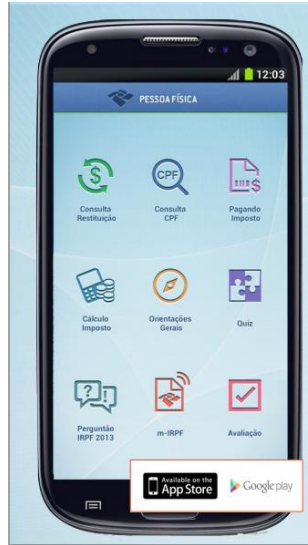 12:03
PESSOA FÍSICA
$
CPF
$
Consulta
Restituição
Consulta
CPF
Pagando
Imposto
Cálculo
Imposto
Orientações
Gerais
Quiz
?
!
Perguntão
IRPF 2013
m-IRPF
Avaliação
Available on the
App Store
Google play